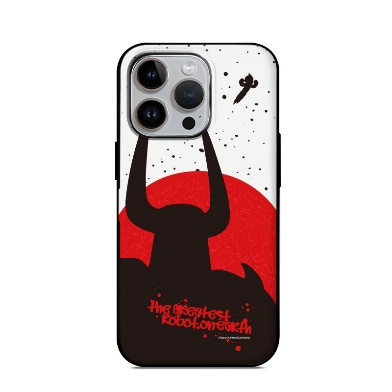 the greatest
Robot on earth